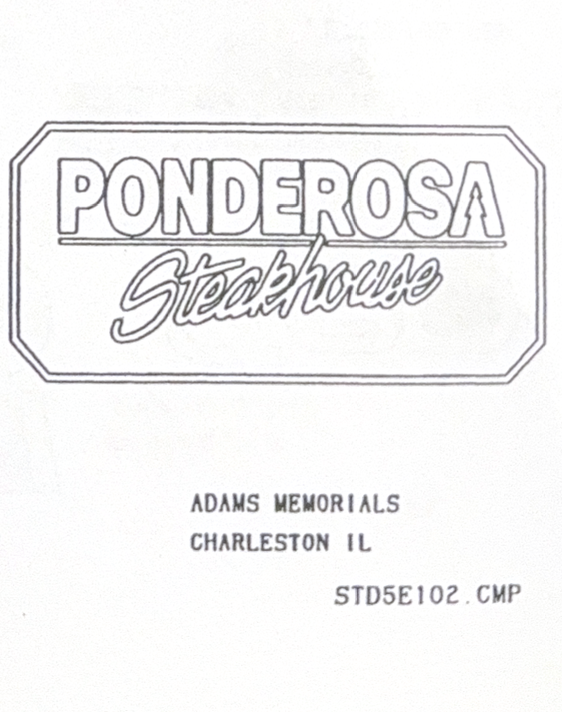 PONDEROSA
Steakhouse
ADAMS MEMORIALS
CHARLESTON IL
STD5E102.CMP